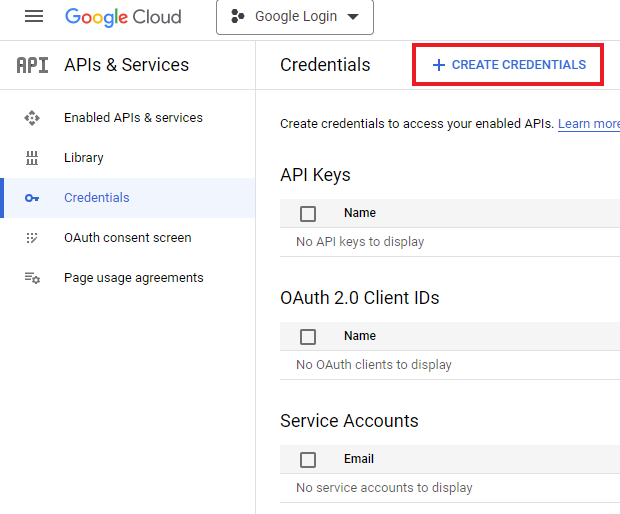 Google Cloud
Google Login
API
APIs & Services
Credentials
+ CREATE CREDENTIALS
Enabled APIs & services
Library
Credentials
OAuth consent screen
Page usage agreements
Create credentials to access your enabled APIs. Learn more
API Keys
Name
No API keys to display
OAuth 2.0 Client IDs
Name
No OAuth clients to display
Service Accounts
Email
No service accounts to display